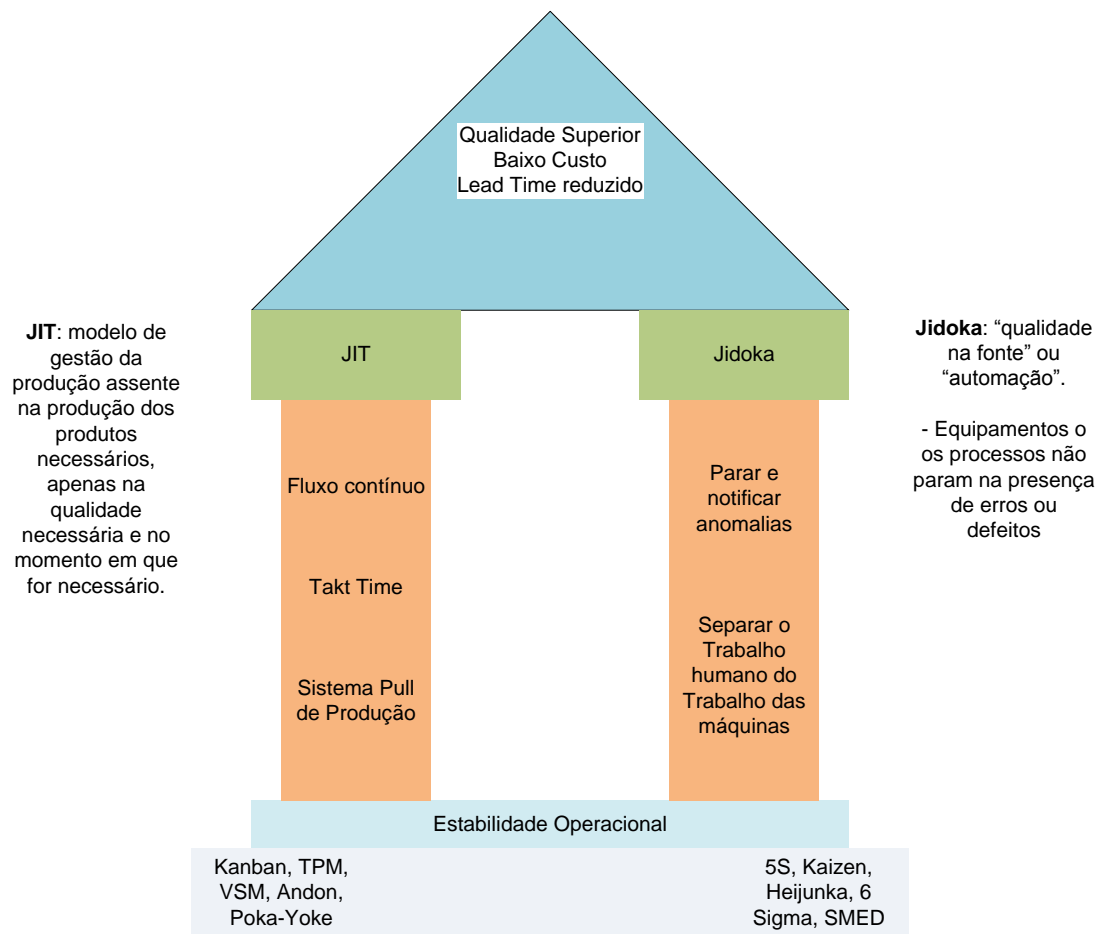 Qualidade Superior
Baixo Custo
Lead Time reduzido
JIT: modelo de
gestão da
produção assente
na produção dos
produtos
necessários,
apenas na
qualidade
necessária e no
momento em que
for necessário.
JIT
Fluxo contínuo
Takt Time
Sistema Pull
de Produção
Jidoka
Parar e
notificar
anomalias
Separar o
Trabalho
humano do
Trabalho das
máquinas
Jidoka: “qualidade
na fonte” ou
“automação”.
- Equipamentos o
os processos não
param na presença
de erros ou
defeitos
Estabilidade Operacional
Kanban, TPM,
VSM, Andon,
Poka-Yoke
5S, Kaizen,
Heijunka, 6
Sigma, SMED